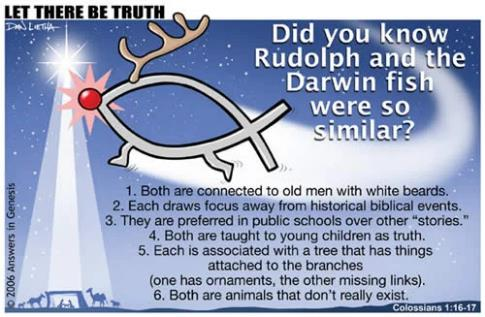 LET THERE BE TRUTH
DAN LIETHA
Did you know
Rudolph and the
Darwin fish
were so
similar?
1. Both are connected to old men with white beards.
2. Each draws focus away from historical biblical events.
3. They are preferred in public schools over other "stories."
4. Both are taught to young children as truth.
5. Each is associated with a tree that has things
attached to the branches
(one has ornaments, the other missing links).
6. Both are animals that don't really exist.
Colossians 1:16-17
© 2006 Answers in Genesis